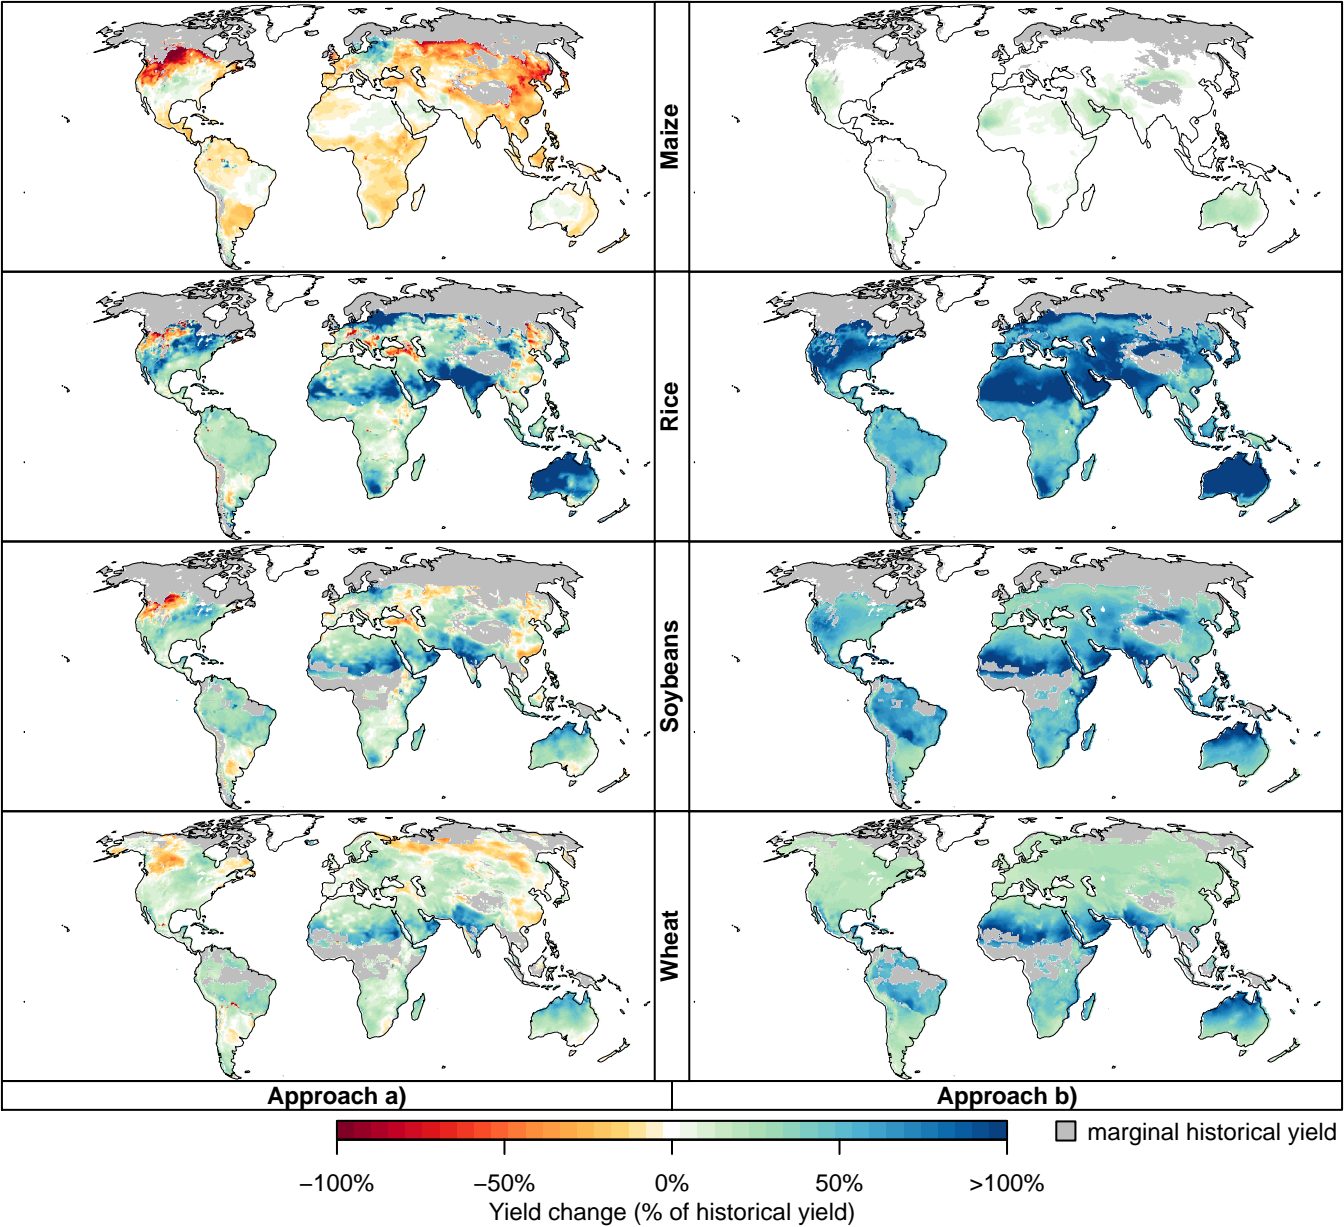 Maize
Rice
Soybeans
Wheat
Approach a)
Approach b)
marginal historical yield
−100%
−50%
0%
50%
>100%
Yield change (% of historical yield)